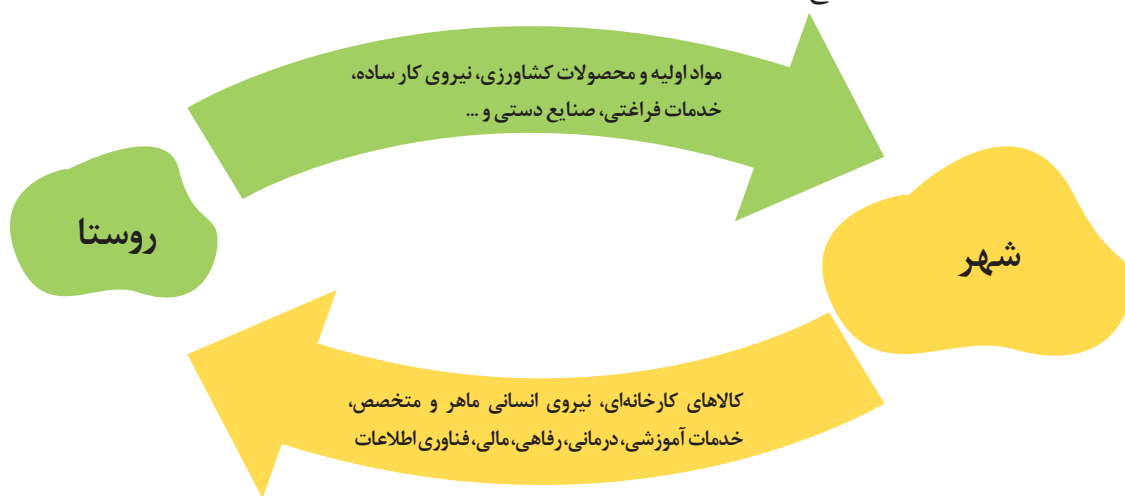 مواد اولیه و محصولات کشاورزی، نیروی کار ساده،
خدمات فراغتی، صنایع دستی و ...
روستا
شهر
کالاهای کارخانه‌ای، نیروی انسانی ماهر و متخصص،
خدمات آموزشی، درمانی، رفاهی، مالی، فناوری اطلاعات